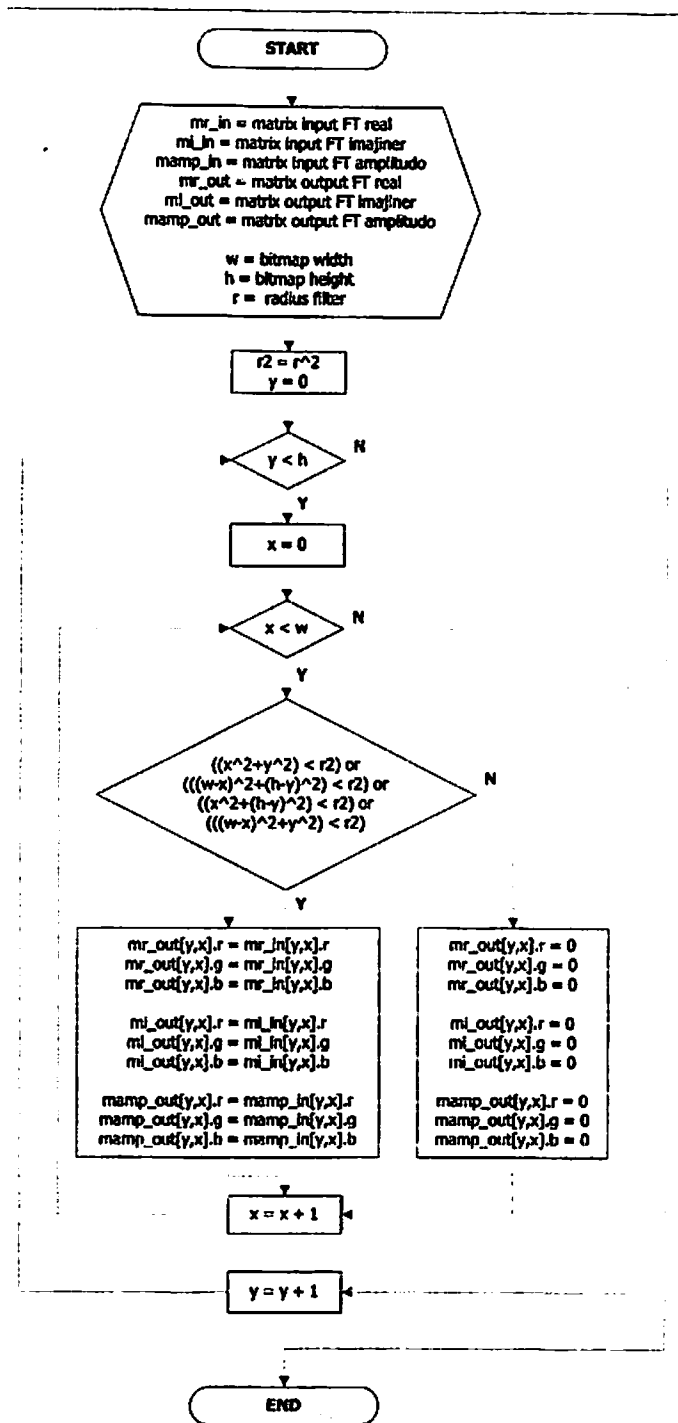 START
mr_in = matrix input FT real
mi_in = matrix input FT imajiner
mamp_in = matrix input FT amplitudo
mr_out = matrix output FT real
mi_out = matrix output FT imajiner
mamp_out = matrix output FT amplitudo
w = bitmap width
h = bitmap height
r = radius filter
r2 = r^2
y = 0
y < h
N
Y
x = 0
x < w
N
Y
((x^2+y^2) < r2) or
(((w-x)^2+(h-y)^2) < r2) or
((x^2+(h-y)^2) < r2) or
(((w-x)^2+y^2) < r2)
N
Y
mr_out[y,x].r = mr_in[y,x].r
mr_out[y,x].g = mr_in[y,x].g
mr_out[y,x].b = mr_in[y,x].b
mi_out[y,x].r = mi_in[y,x].r
mi_out[y,x].g = mi_in[y,x].g
mi_out[y,x].b = mi_in[y,x].b
mamp_out[y,x].r = mamp_in[y,x].r
mamp_out[y,x].g = mamp_in[y,x].g
mamp_out[y,x].b = mamp_in[y,x].b
mr_out[y,x].r = 0
mr_out[y,x].g = 0
mr_out[y,x].b = 0
mi_out[y,x].r = 0
mi_out[y,x].g = 0
mi_out[y,x].b = 0
mamp_out[y,x].r = 0
mamp_out[y,x].g = 0
mamp_out[y,x].b = 0
x = x + 1
y = y + 1
END